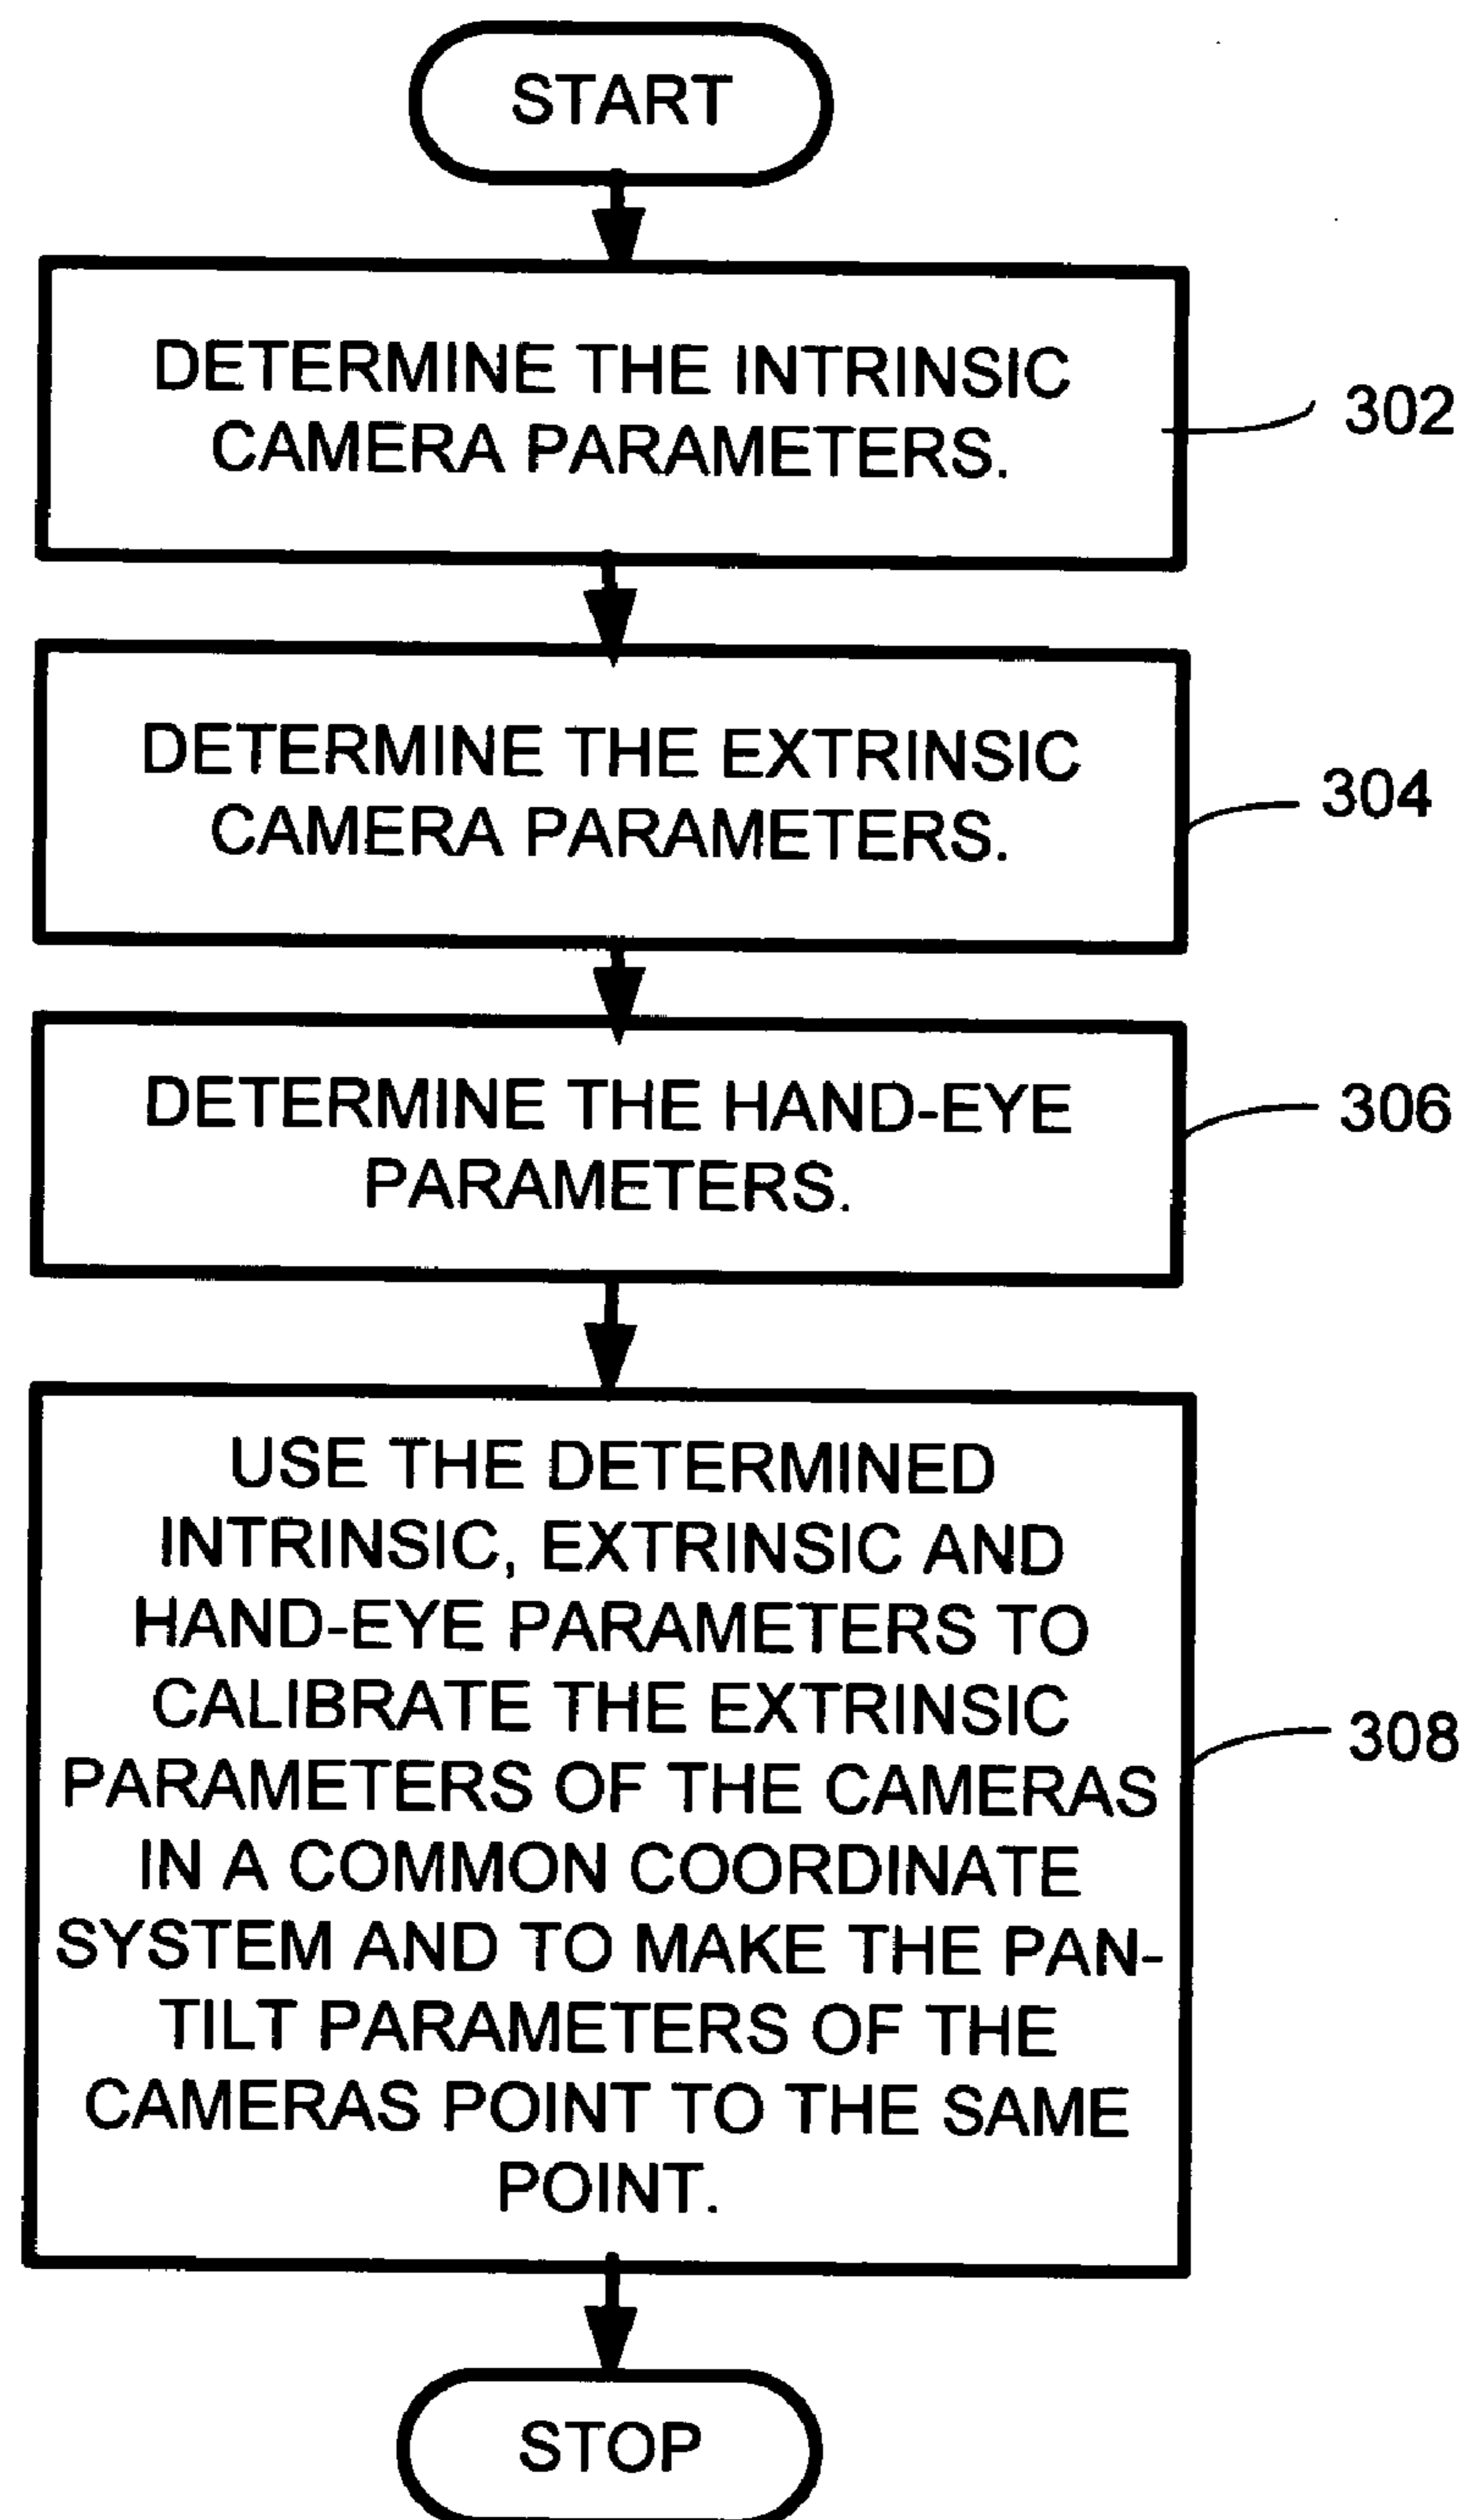 START
DETERMINE THE INTRINSIC
CAMERA PARAMETERS.
302
DETERMINE THE EXTRINSIC
CAMERA PARAMETERS.
304
DETERMINE THE HAND-EYE
PARAMETERS.
306
USE THE DETERMINED
INTRINSIC, EXTRINSIC AND
HAND-EYE PARAMETERS TO
CALIBRATE THE EXTRINSIC
PARAMETERS OF THE CAMERAS
IN A COMMON COORDINATE
SYSTEM AND TO MAKE THE PAN-
TILT PARAMETERS OF THE
CAMERAS POINT TO THE SAME
POINT.
308
STOP